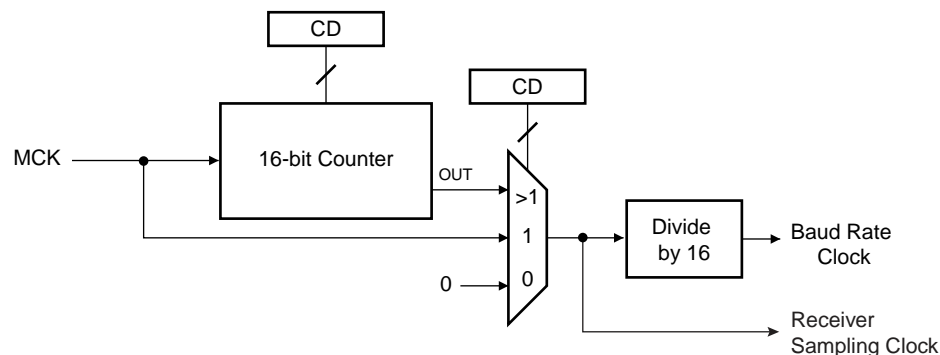 CD
CD
MCK
16-bit Counter
OUT
>1
1
0
0
Divide
by 16
Baud Rate
Clock
Receiver
Sampling Clock